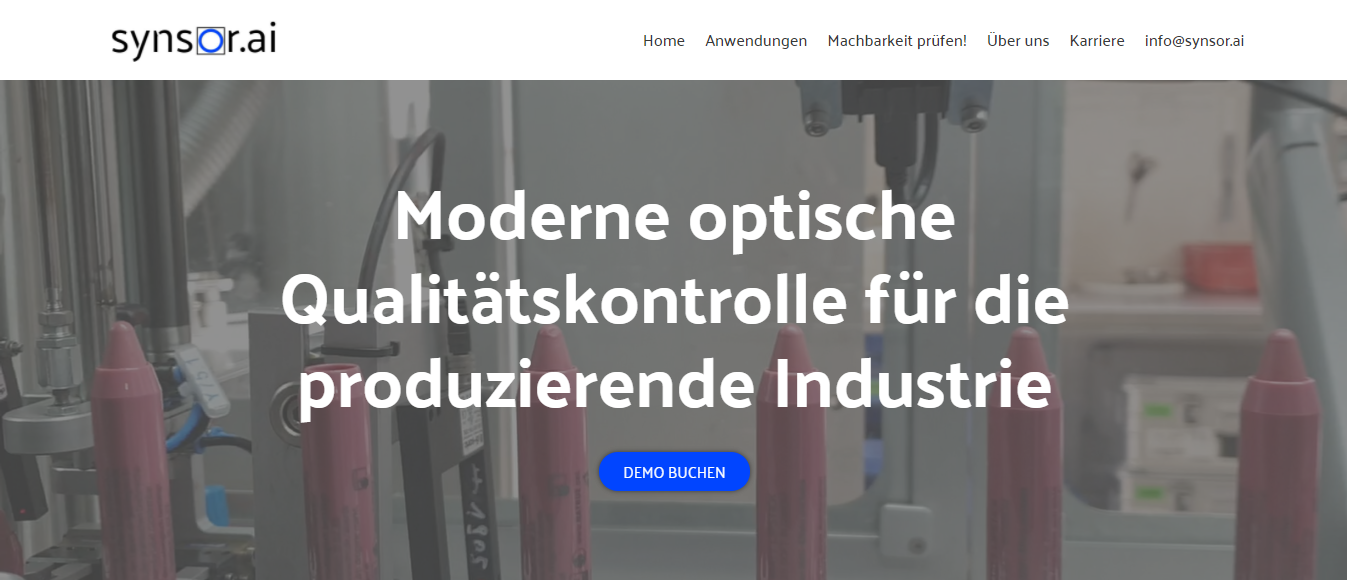 synsor.ai
Home Anwendungen Machbarkeit prüfen! Über uns Karriere info@synsor.ai
Moderne optische
Qualitätskontrolle für die
produzierende Industrie
DEMO BUCHEN